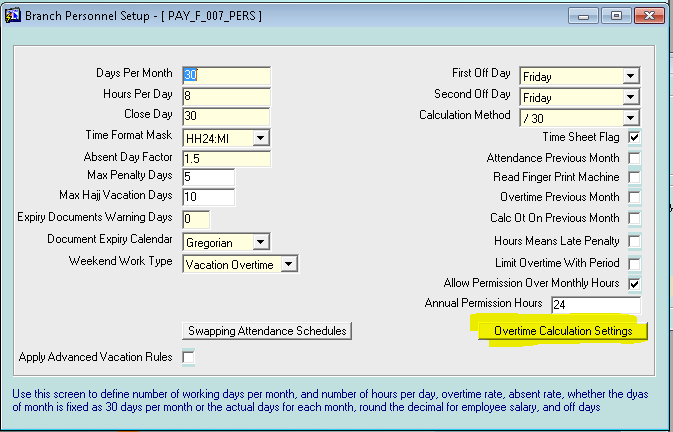 Branch Personnel Setup - [ PAY_F_007_PERS ]
Days Per Month 30
Hours Per Day 8
Close Day 30
Time Format Mask HH24:MI
Absent Day Factor 1.5
Max Penalty Days 5
Max Hajj Vacation Days 10
Expiry Documents Warning Days 0
Document Expiry Calendar Gregorian
Weekend Work Type Vacation Overtime
First Off Day Friday
Second Off Day Friday
Calculation Method / 30
Time Sheet Flag
Attendance Previous Month
Read Finger Print Machine
Overtime Previous Month
Calc Ot On Previous Month
Hours Means Late Penalty
Limit Overtime With Period
Allow Permission Over Monthly Hours
Annual Permission Hours 24
Swapping Attendance Schedules
Overtime Calculation Settings
Apply Advanced Vacation Rules
Use this screen to define number of working days per month, and number of hours per day, overtime rate, absent rate, whether the dyas
of month is fixed as 30 days per month or the actual days for each month, round the decimal for employee salary, and off days